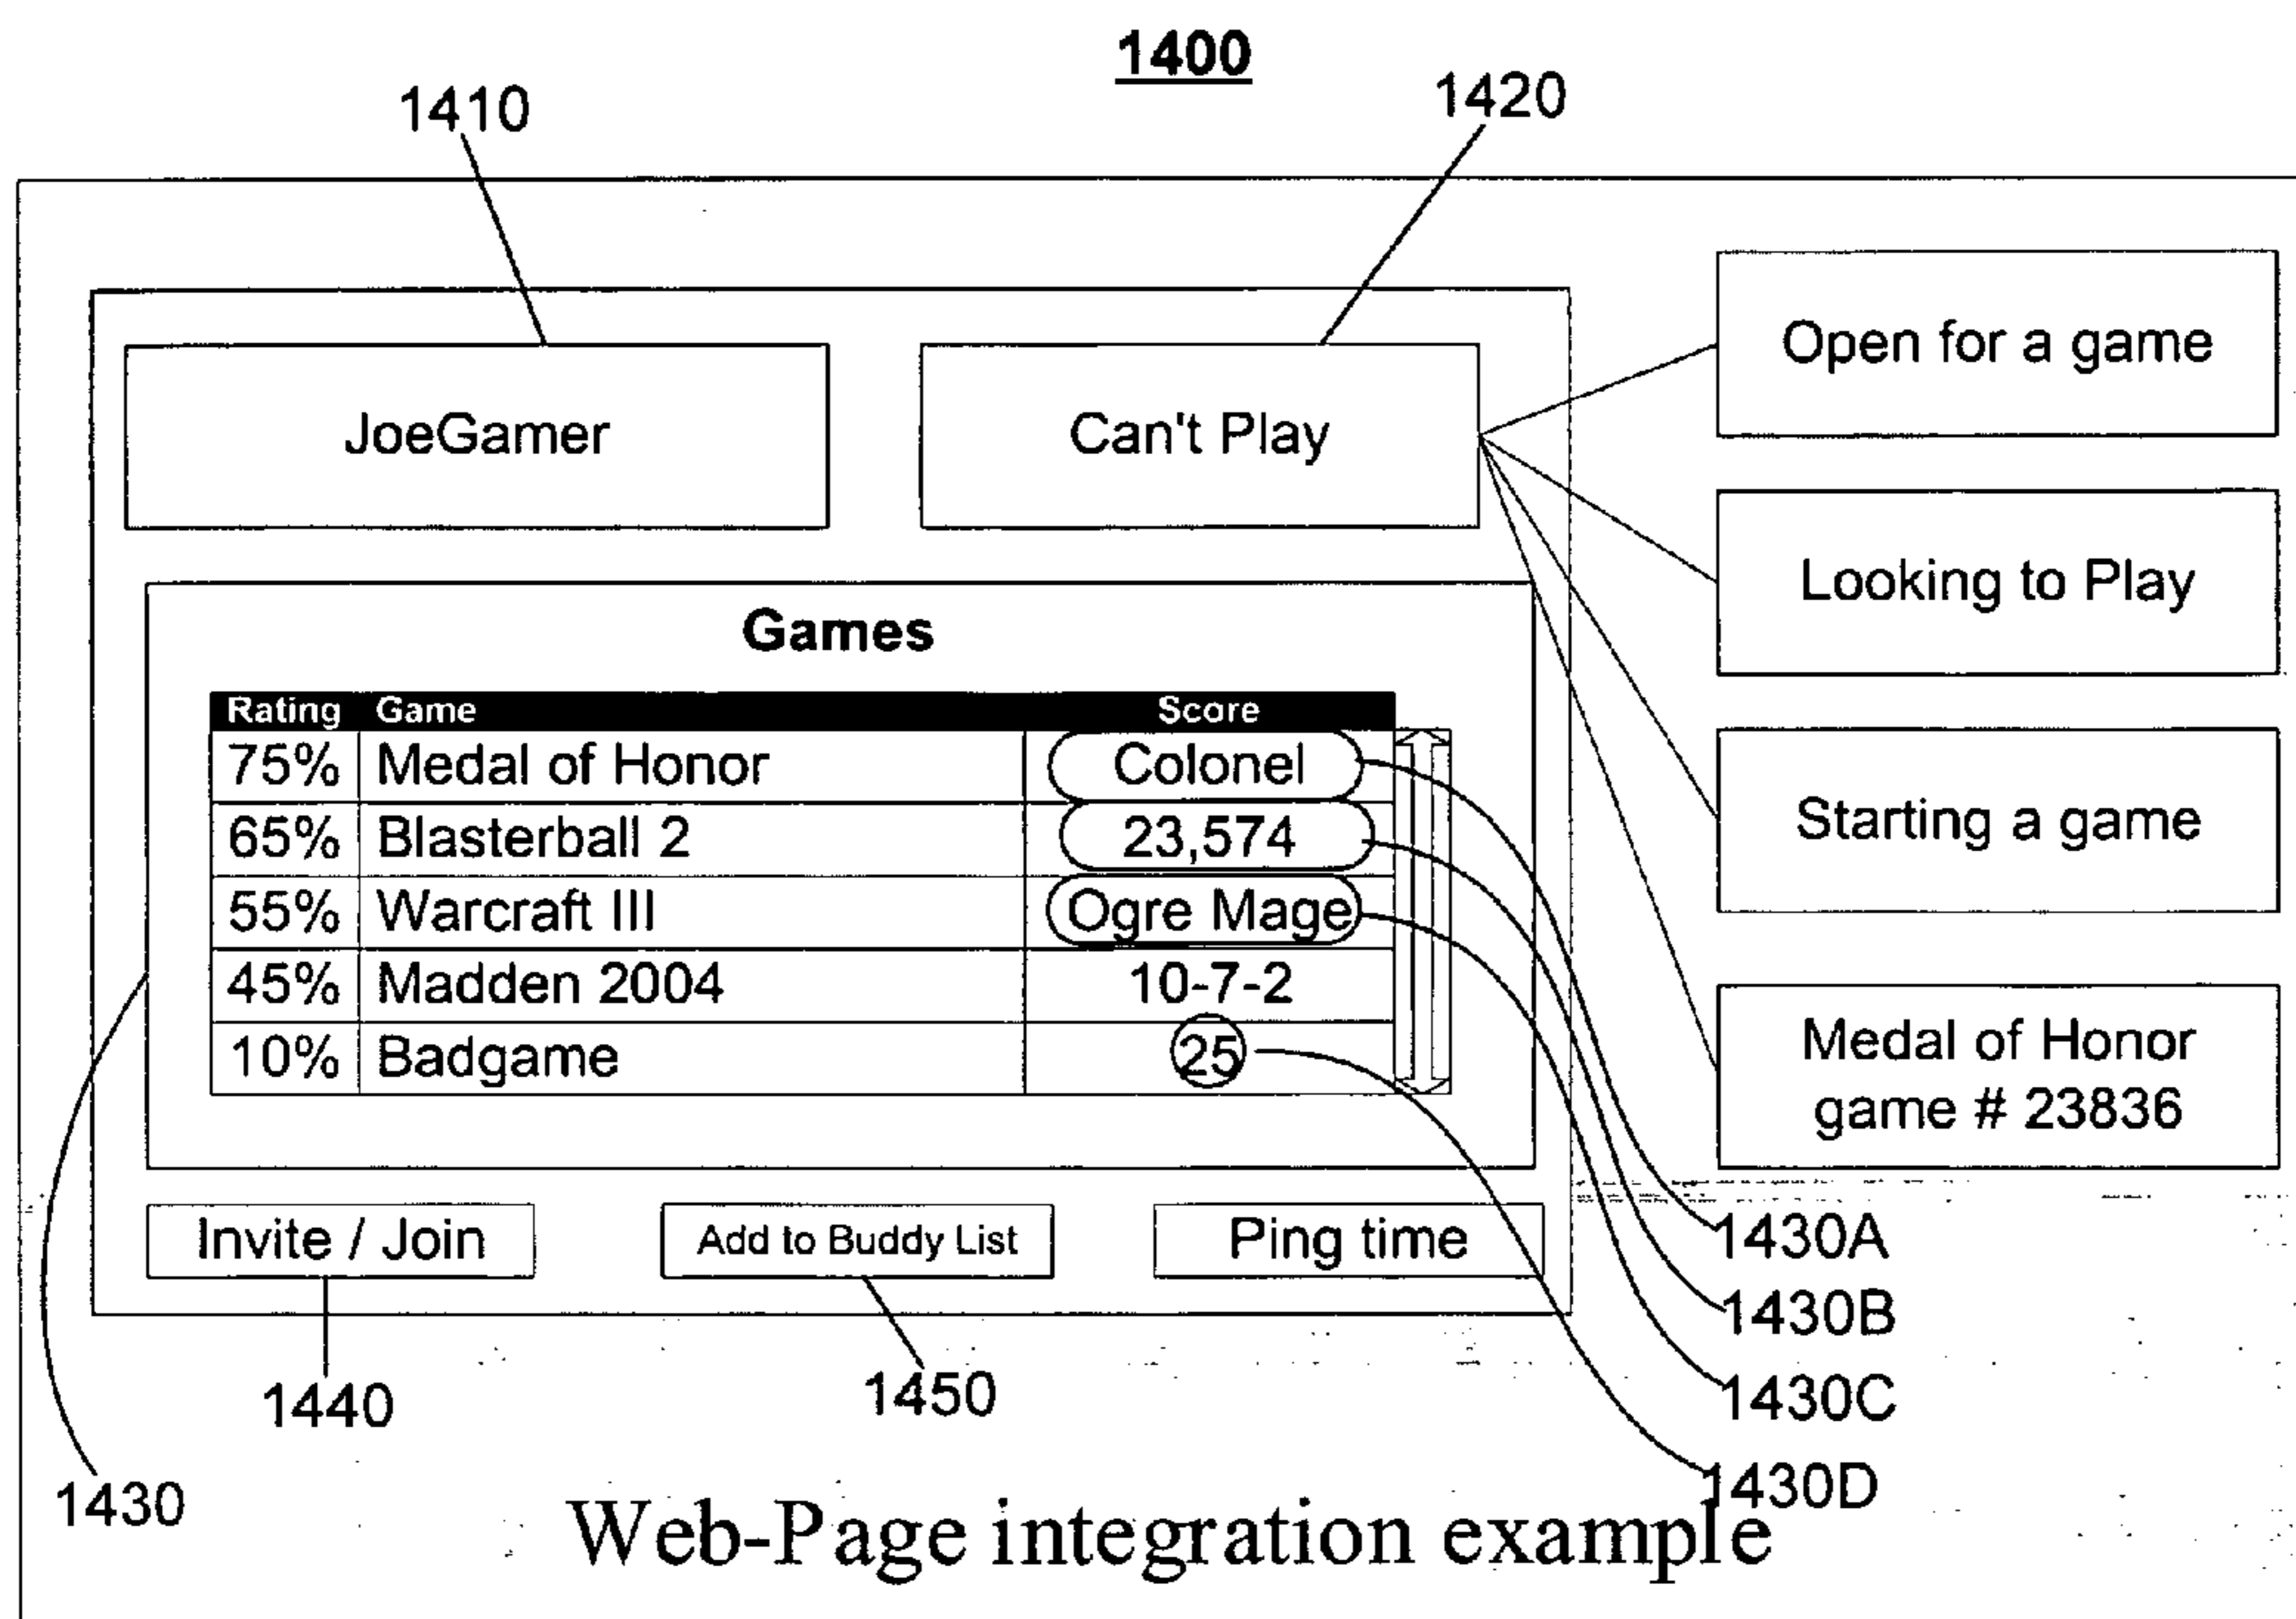 1400
1410
1420
JoeGamer
Can't Play
Open for a game
Looking to Play
Starting a game
Medal of Honor
game # 23836
Games
Rating Game Score
75% Medal of Honor Colonel
65% Blasterball 2 23,574
55% Warcraft III Ogre Mage
45% Madden 2004 10-7-2
10% Badgame 25
Invite / Join
Add to Buddy List
Ping time
1430A
1430B
1430C
1430D
1440
1450
1430
Web-Page integration example